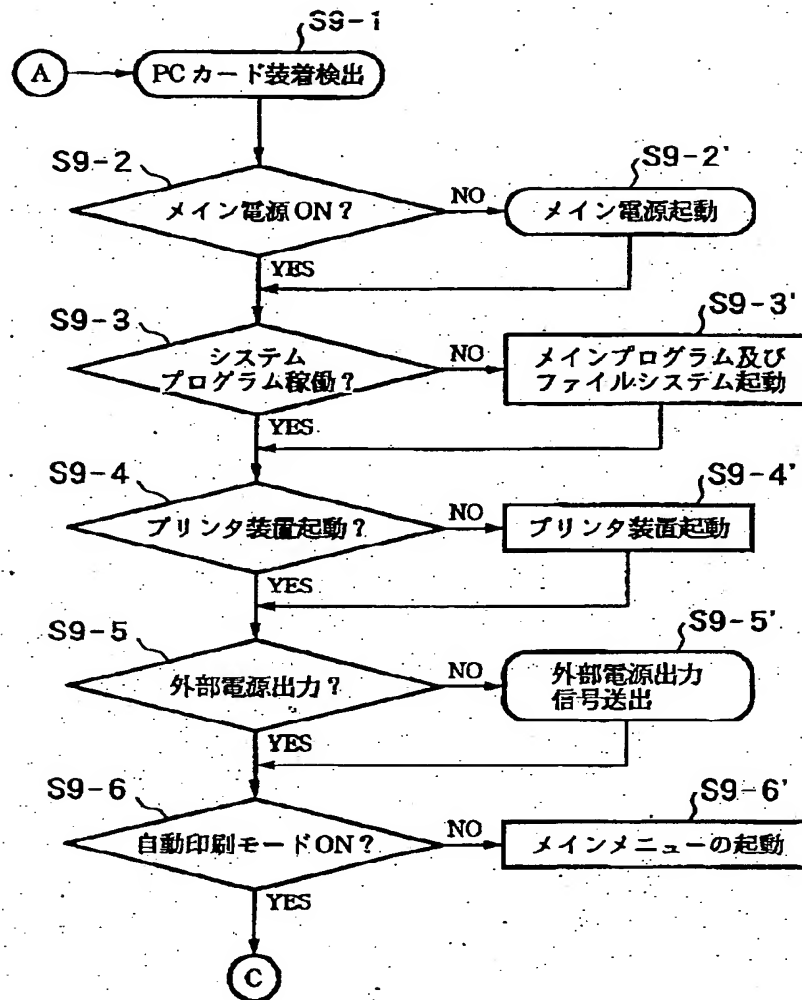 S9-1
A
PCカード装着検出
S9-2
メイン電源ON?
NO
S9-2'
メイン電源起動
YES
S9-3
システム
プログラム稼働?
NO
S9-3'
メインプログラム及び
ファイルシステム起動
YES
S9-4
プリンタ装置起動?
NO
S9-4'
プリンタ装置起動
YES
S9-5
外部電源出力?
NO
S9-5'
外部電源出力
信号送出
YES
S9-6
自動印刷モードON?
NO
S9-6'
メインメニューの起動
YES
C